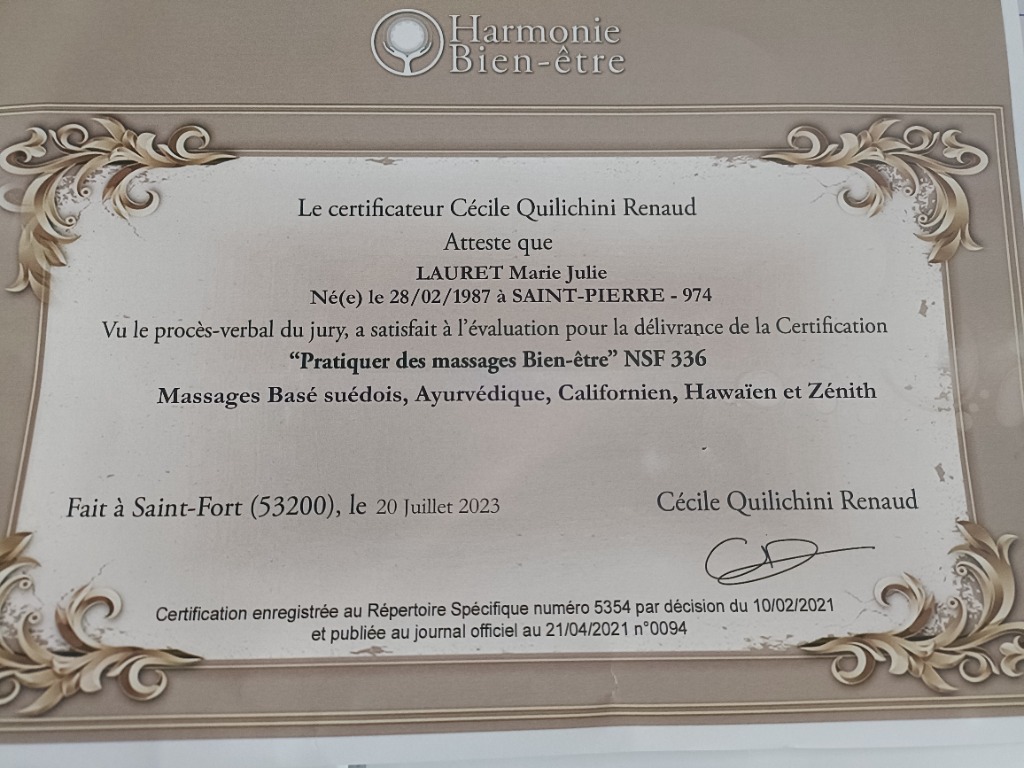 Harmonie
Bien-être
Le certificateur Cécile Quilichini Renaud
Atteste que
LAURET Marie Julie
Né(e) le 28/02/1987 à SAINT-PIERRE - 974
Vu le procès-verbal du jury, a satisfait à l'évaluation pour la délivrance de la Certification
“Pratiquer des massages Bien-être” NSF 336
Massages Basé suédois, Ayurvédique, Californien, Hawaïen et Zénith
Fait à Saint-Fort (53200), le 20 Juillet 2023
Cécile Quilichini Renaud
Certification enregistrée au Répertoire Spécifique numéro 5354 par décision du 10/02/2021
et publiée au journal officiel au 21/04/2021 n°0094